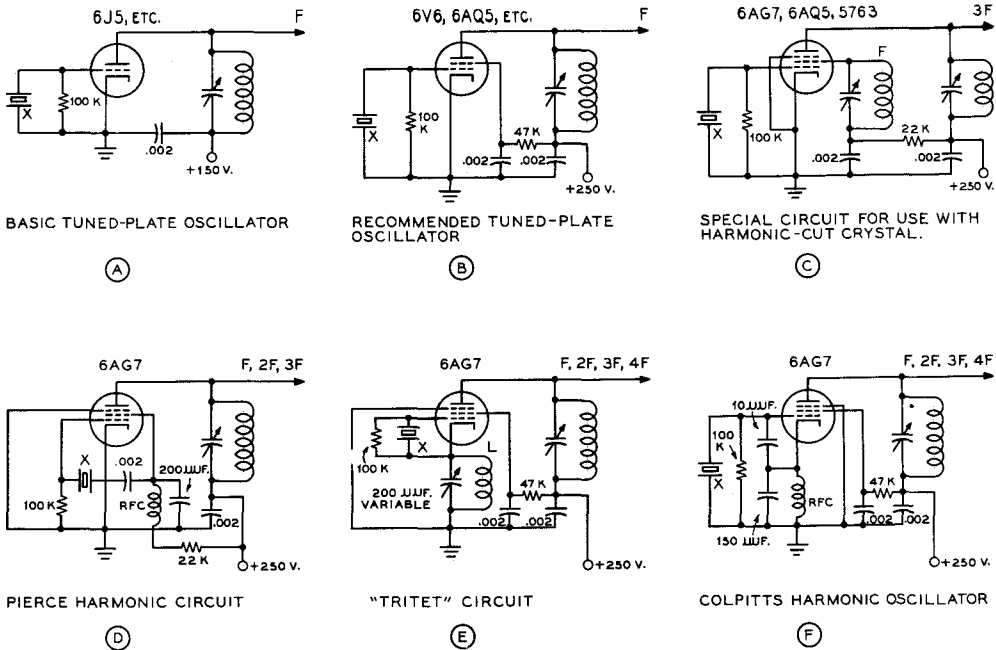 6J5, ETC.
F
X
100 K
.002
+150 V.
BASIC TUNED-PLATE OSCILLATOR
A
6V6, 6AQ5, ETC.
F
X
100
K
47 K
.002
.002
+250 V.
RECOMMENDED TUNED-PLATE
OSCILLATOR
B
6AG7, 6AQ5, 5763
3F
F
X
100 K
22 K
.002
.002
+250 V.
SPECIAL CIRCUIT FOR USE WITH
HARMONIC-CUT CRYSTAL.
C
6AG7
F, 2F, 3F
X
.002
200 µµF.
100 K
RFC
.002
22 K
+250 V.
PIERCE HARMONIC CIRCUIT
D
6AG7
F, 2F, 3F, 4F
X
L
100 K
200 µµF.
VARIABLE
47 K
.002
.002
+250 V.
"TRITET" CIRCUIT
E
6AG7
F, 2F, 3F, 4F
10 µµF.
100
K
X
RFC
47 K
.002
.002
150 µµF.
+250 V.
COLPITTS HARMONIC OSCILLATOR
F